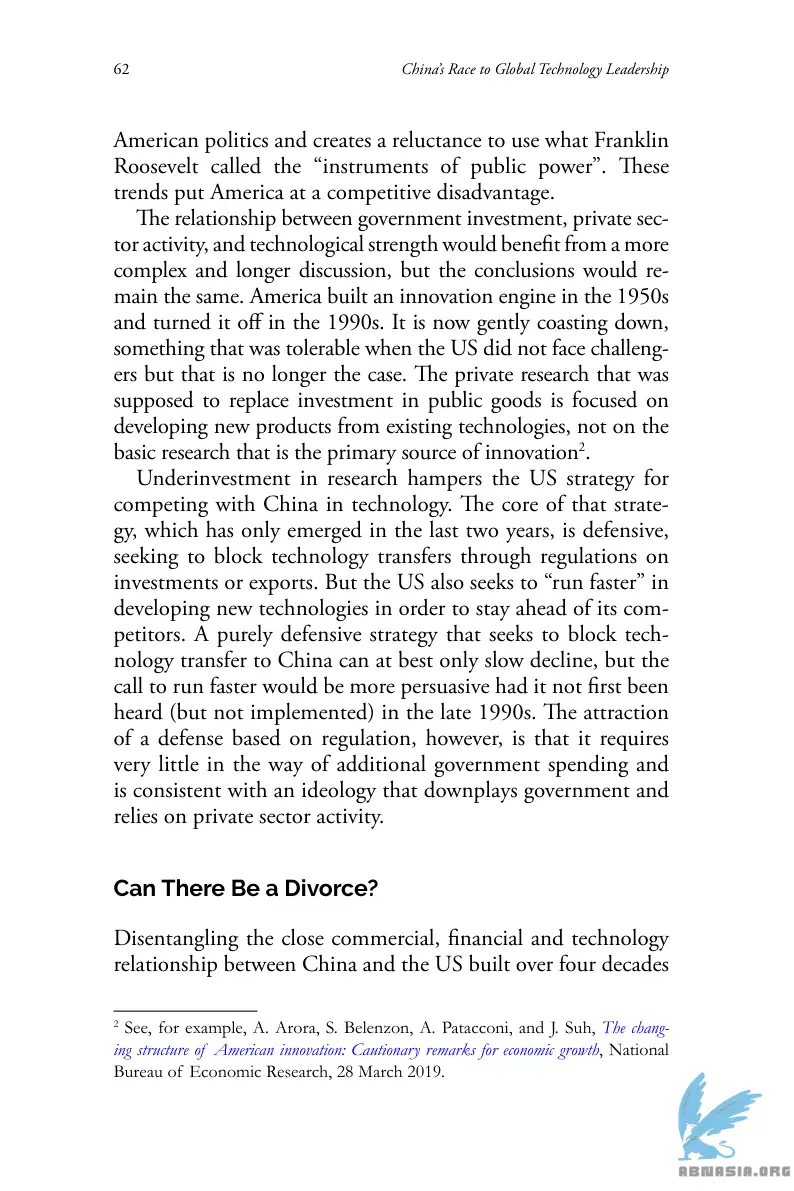 62
China’s Race to Global Technology Leadership
American politics and creates a reluctance to use what Franklin
Roosevelt called the “instruments of public power”. These
trends put America at a competitive disadvantage.
The relationship between government investment, private sec-
tor activity, and technological strength would benefit from a more
complex and longer discussion, but the conclusions would re-
main the same. America built an innovation engine in the 1950s
and turned it off in the 1990s. It is now gently coasting down,
something that was tolerable when the US did not face challeng-
ers but that is no longer the case. The private research that was
supposed to replace investment in public goods is focused on
developing new products from existing technologies, not on the
basic research that is the primary source of innovation².
Underinvestment in research hampers the US strategy for
competing with China in technology. The core of that strate-
gy, which has only emerged in the last two years, is defensive,
seeking to block technology transfers through regulations on
investments or exports. But the US also seeks to “run faster” in
developing new technologies in order to stay ahead of its com-
petitors. A purely defensive strategy that seeks to block tech-
nology transfer to China can at best only slow decline, but the
call to run faster would be more persuasive had it not first been
heard (but not implemented) in the late 1990s. The attraction
of a defense based on regulation, however, is that it requires
very little in the way of additional government spending and
is consistent with an ideology that downplays government and
relies on private sector activity.
Can There Be a Divorce?
Disentangling the close commercial, financial and technology
relationship between China and the US built over four decades
² See, for example, A. Arora, S. Belenzon, A. Patacconi, and J. Suh, The chang-
ing structure of American innovation: Cautionary remarks for economic growth, National
Bureau of Economic Research, 28 March 2019.
ABNASIA.ORG